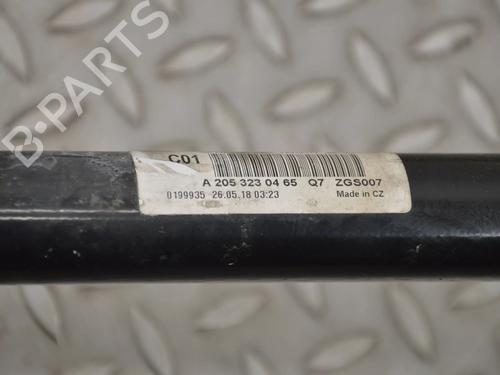 B-PARTS
C01
A 205 323 04 65 Q7 ZGS007
0199935 26.05.18 03:23 Made in CZ